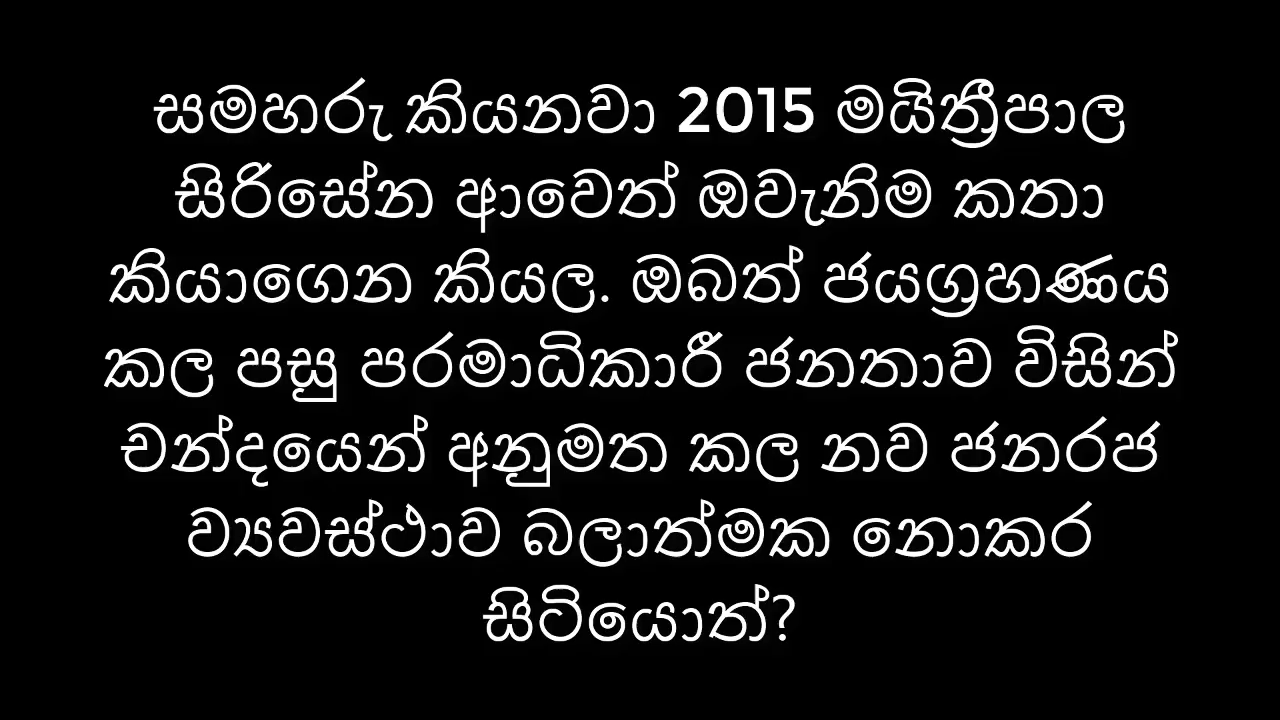 සමහරු කියනවා 2015 මයිත්‍රීපාල
සිරිසේන ආවෙත් ඔවැනිම කතා
කියාගෙන කියල. ඔබත් ජයග්‍රහණය
කල පසු පරමාධිකාරී ජනතාව විසින්
චන්දයෙන් අනුමත කල නව ජනරජ
ව්‍යවස්ථාව බලාත්මක නොකර
සිටියොත්?